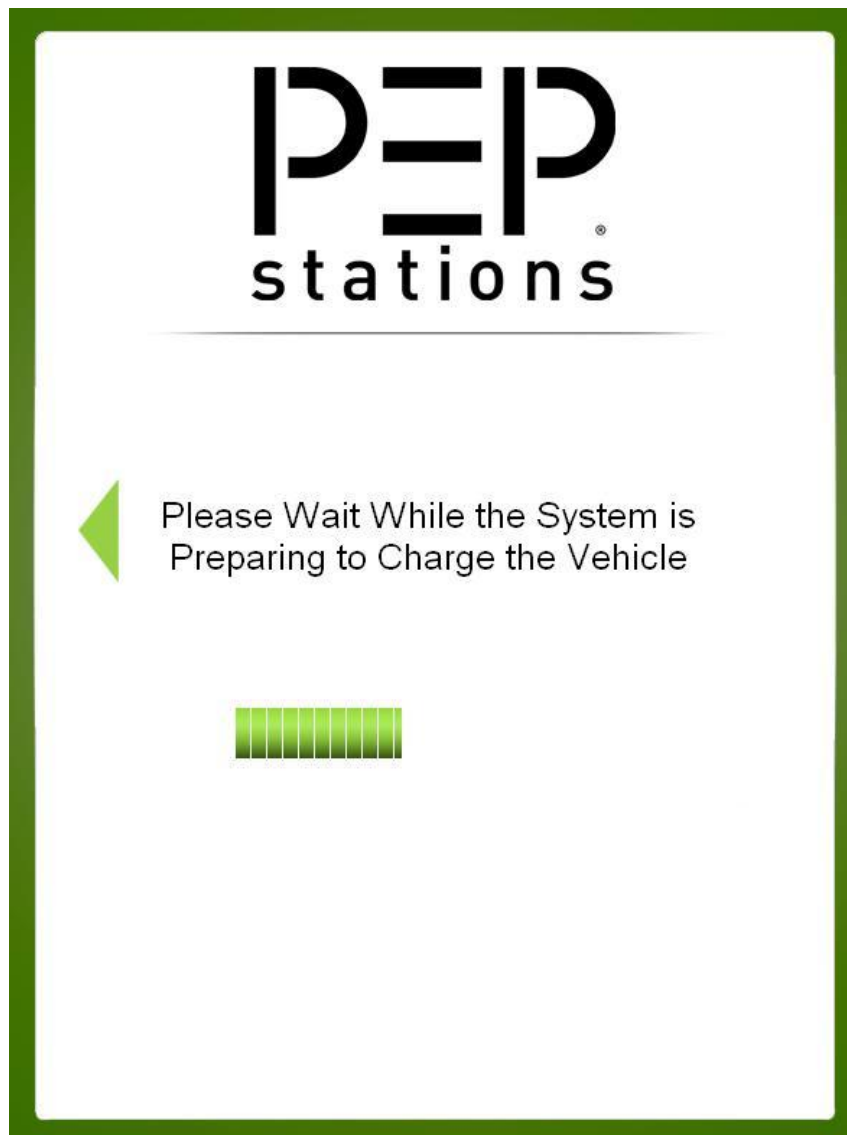 PEP®
stations
Please Wait While the System is
Preparing to Charge the Vehicle